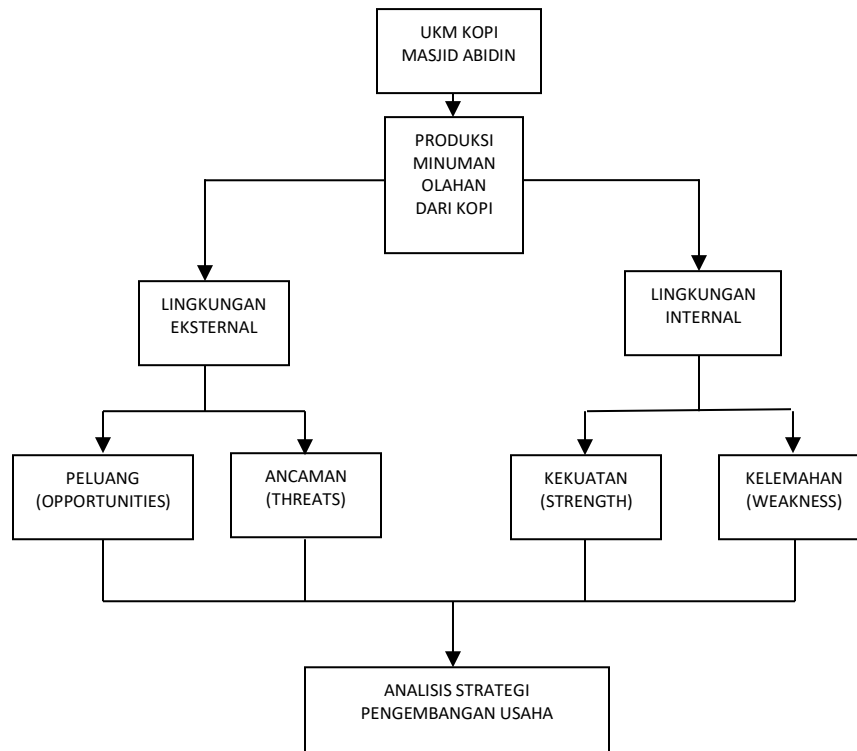 UKM KOPI
MASJID ABIDIN
PRODUKSI
MINUMAN
OLAHAN
DARI KOPI
LINGKUNGAN
EKSTERNAL
LINGKUNGAN
INTERNAL
PELUANG
(OPPORTUNITIES)
ANCAMAN
(THREATS)
KEKUATAN
(STRENGTH)
KELEMAHAN
(WEAKNESS)
ANALISIS STRATEGI
PENGEMBANGAN USAHA